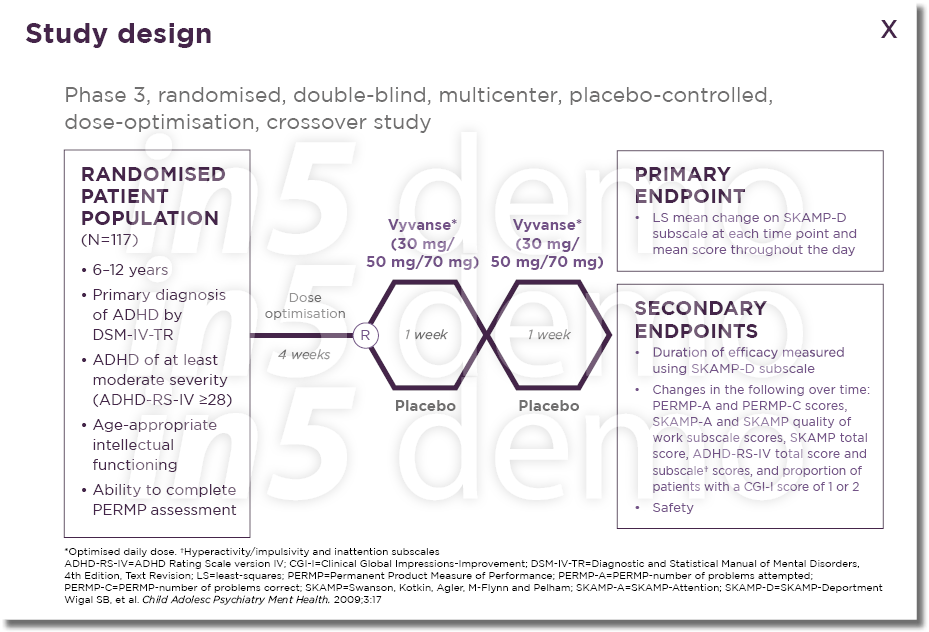 Study design
X
Phase 3, randomised, double-blind, multicenter, placebo-controlled,
dose-optimisation, crossover study
RANDOMISED
PATIENT
POPULATION
(N=117)
• 6–12 years
• Primary diagnosis
of ADHD by
DSM-IV-TR
• ADHD of at least
moderate severity
(ADHD-RS-IV ≥28)
• Age-appropriate
intellectual
functioning
• Ability to complete
PERMP assessment
Dose
optimisation
4 weeks
R
Vyvanse*
(30 mg/
50 mg/70 mg)
1 week
Placebo
Vyvanse*
(30 mg/
50 mg/70 mg)
1 week
Placebo
PRIMARY
ENDPOINT
• LS mean change on SKAMP-D
subscale at each time point and
mean score throughout the day
SECONDARY
ENDPOINTS
• Duration of efficacy measured
using SKAMP-D subscale
• Changes in the following over time:
PERMP-A and PERMP-C scores,
SKAMP-A and SKAMP quality of
work subscale scores, SKAMP total
score, ADHD-RS-IV total score and
subscale† scores, and proportion of
patients with a CGI-I score of 1 or 2
• Safety
*Optimised daily dose. †Hyperactivity/impulsivity and inattention subscales
ADHD-RS-IV=ADHD Rating Scale version IV; CGI-I=Clinical Global Impressions-Improvement; DSM-IV-TR=Diagnostic and Statistical Manual of Mental Disorders,
4th Edition, Text Revision; LS=least-squares; PERMP=Permanent Product Measure of Performance; PERMP-A=PERMP-number of problems attempted;
PERMP-C=PERMP-number of problems correct; SKAMP=Swanson, Kotkin, Agler, M-Flynn and Pelham; SKAMP-A=SKAMP-Attention; SKAMP-D=SKAMP-Deportment
Wigal SB, et al. Child Adolesc Psychiatry Ment Health. 2009;3:17
in5 demo
in5 demo
in5 demo